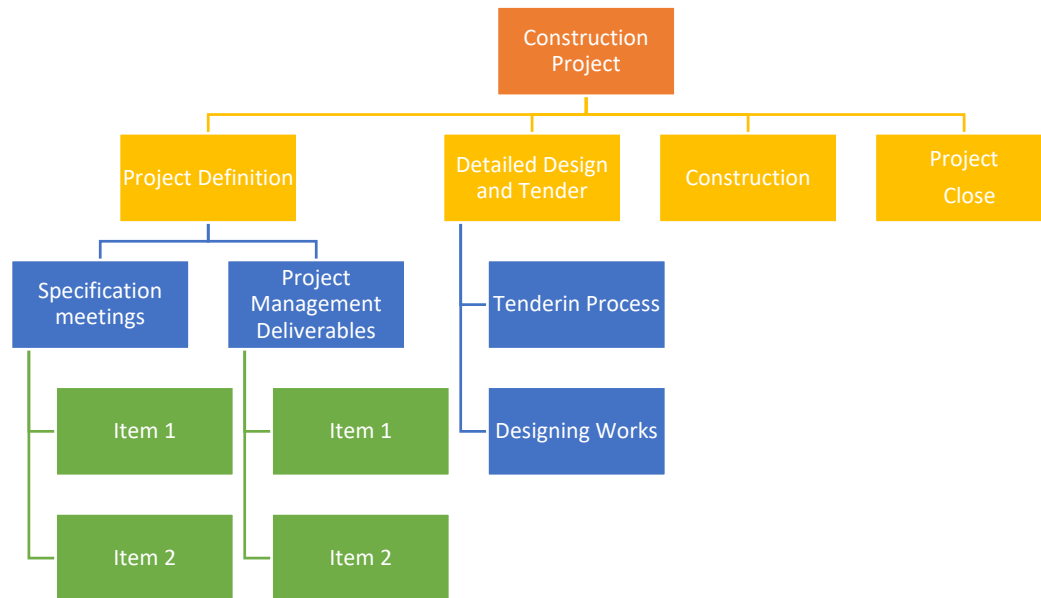 Construction
Project
Project Definition
Detailed Design
and Tender
Construction
Project
Close
Specification
meetings
Project
Management
Deliverables
Tenderin Process
Item 1
Item 1
Designing Works
Item 2
Item 2